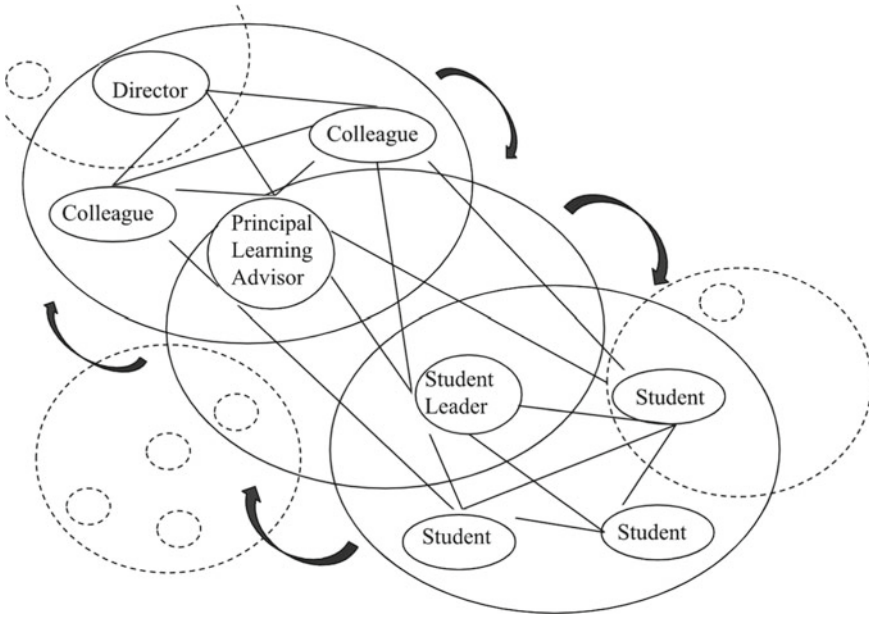 Director
Colleague
Colleague
Principal
Learning
Advisor
Student
Leader
Student
Student
Student